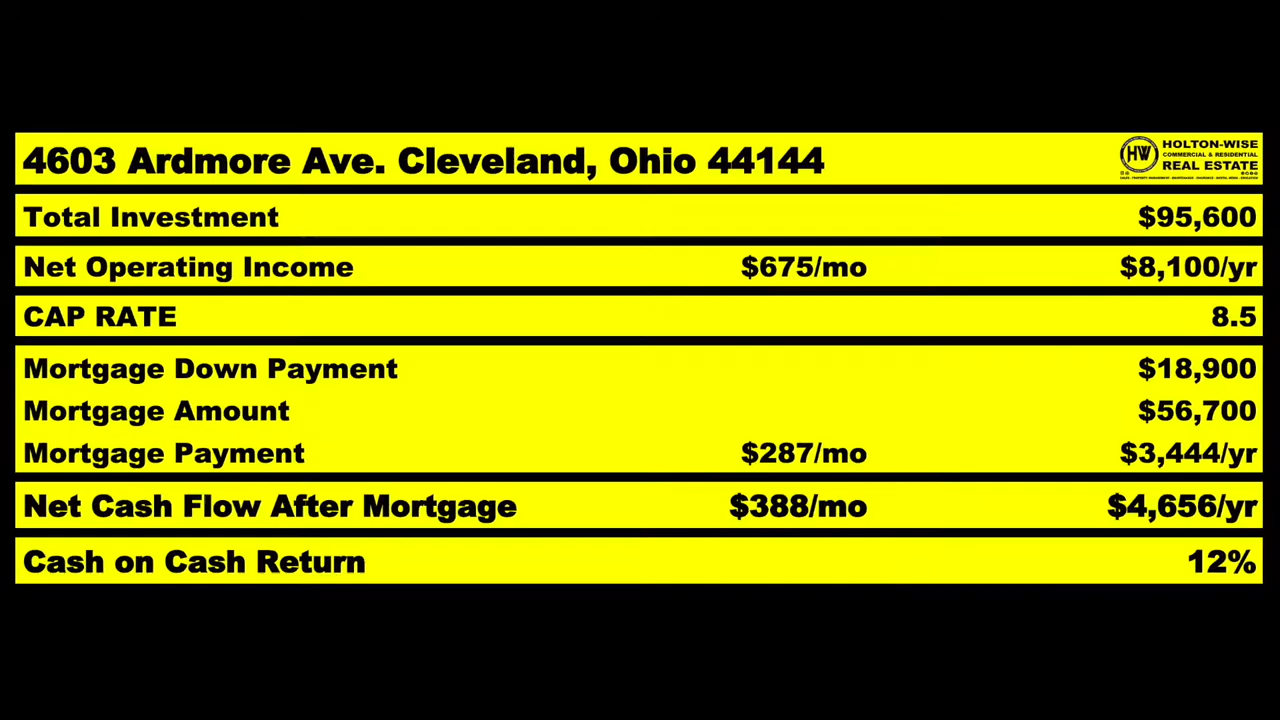 4603 Ardmore Ave. Cleveland, Ohio 44144
HW
HOLTON-WISE
COMMERCIAL & RESIDENTIAL
REAL ESTATE
Total Investment $95,600
Net Operating Income $675/mo $8,100/yr
CAP RATE 8.5
Mortgage Down Payment $18,900
Mortgage Amount $56,700
Mortgage Payment $287/mo $3,444/yr
Net Cash Flow After Mortgage $388/mo $4,656/yr
Cash on Cash Return 12%